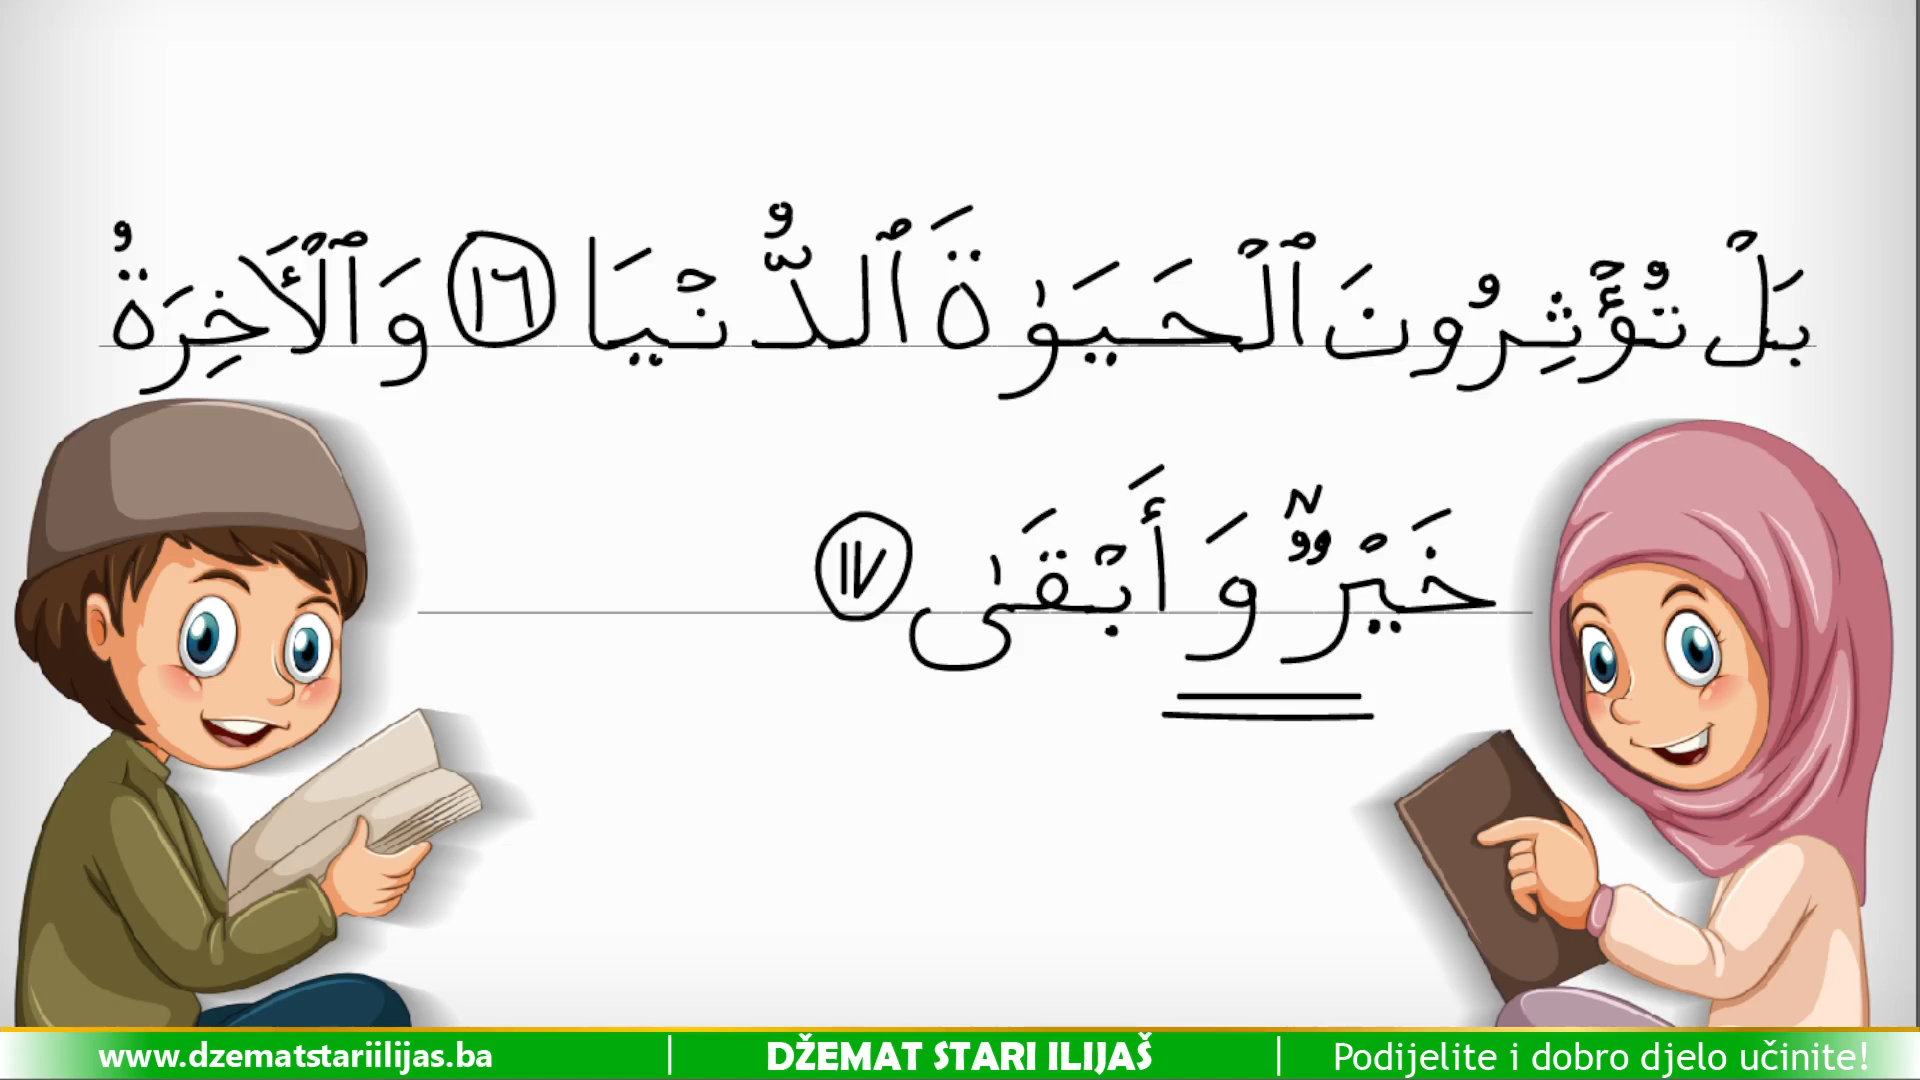 بَلْ تُؤْثِرُونَ ٱلْحَيَوٰةَ ٱلدُّنْيَا ١٦ وَٱلْأَخِرَةُ
خَيْرٌ وَأَبْقَىٰ ١٧
www.dzematstariilijas.ba | DŽEMAT STARI ILIJAŠ | Podijelite i dobro djelo učinite!